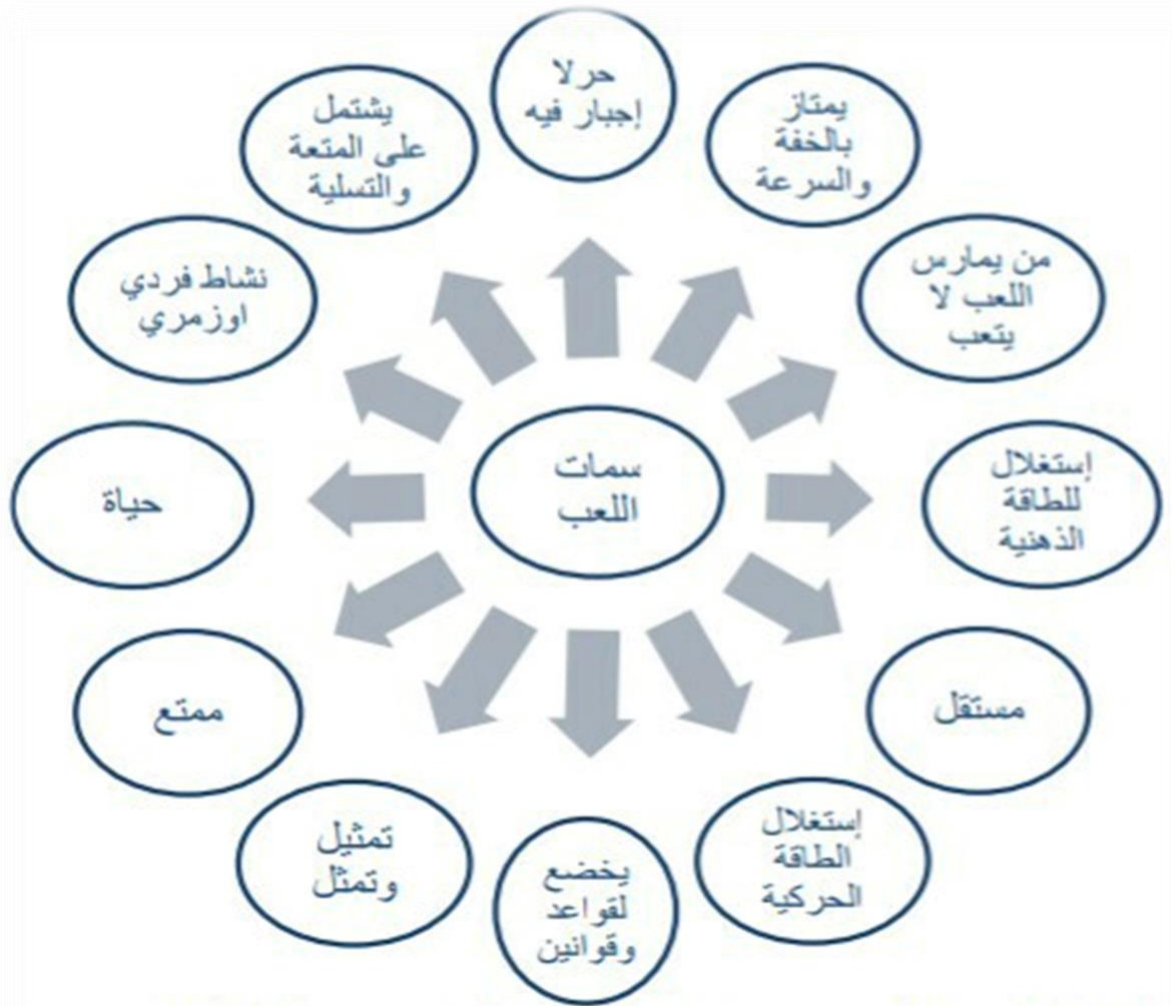 حرلا
إجبار فيه
يمتاز
بالخفة
والسرعة
من يمارس
اللعب لا
يتعب
إستغلال
للطاقة
الذهنية
مستقل
إستغلال
الطاقة
الحركية
يخضع
لقواعد
وقوانين
تمثيل
وتمثل
ممتع
حياة
نشاط فردي
اوزمري
يشتمل
على المتعة
والتسلية
سمات
اللعب